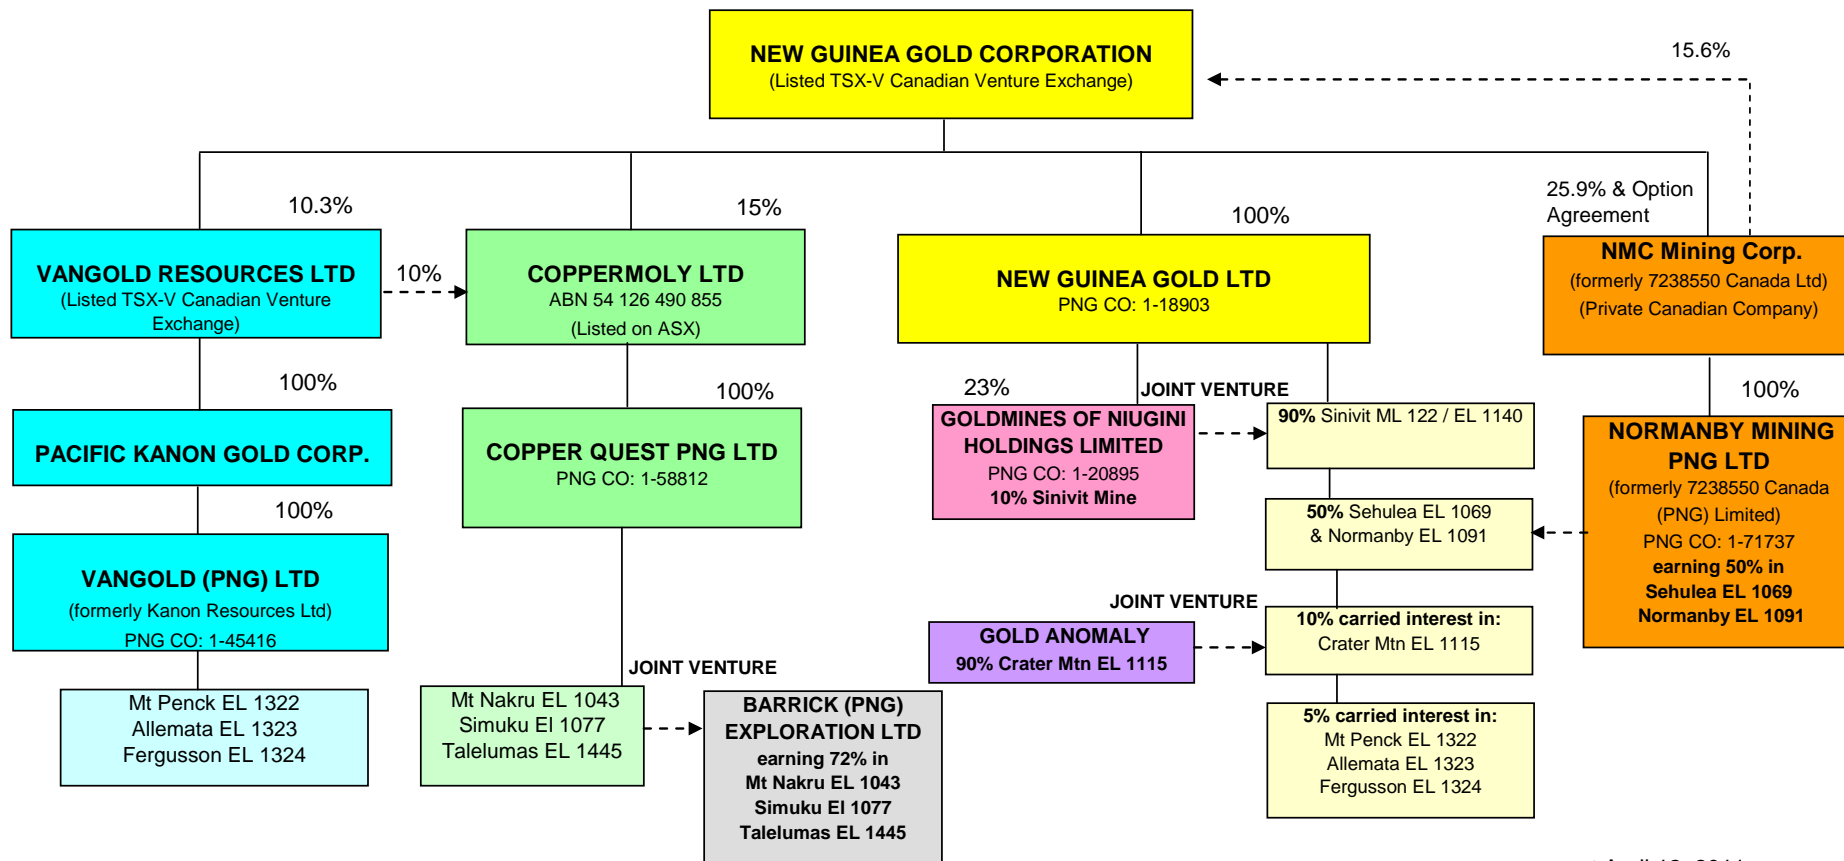 NEW GUINEA GOLD CORPORATION
(Listed TSX-V Canadian Venture Exchange)
15.6%
10.3%
15%
100%
25.9% & Option
Agreement
VANGOLD RESOURCES LTD
(Listed TSX-V Canadian Venture
Exchange)
10%
COPPERMOLY LTD
ABN 54 126 490 855
(Listed on ASX)
NEW GUINEA GOLD LTD
PNG CO: 1-18903
NMC Mining Corp.
(formerly 7238550 Canada Ltd)
(Private Canadian Company)
100%
100%
23%
JOINT VENTURE
100%
PACIFIC KANON GOLD CORP.
COPPER QUEST PNG LTD
PNG CO: 1-58812
GOLDMINES OF NIUGINI
HOLDINGS LIMITED
PNG CO: 1-20895
10% Sinivit Mine
90% Sinivit ML 122 / EL 1140
NORMANBY MINING
PNG LTD
(formerly 7238550 Canada
(PNG) Limited)
PNG CO: 1-71737
earning 50% in
Sehulea EL 1069
Normanby EL 1091
100%
50% Sehulea EL 1069
& Normanby EL 1091
VANGOLD (PNG) LTD
(formerly Kanon Resources Ltd)
PNG CO: 1-45416
JOINT VENTURE
GOLD ANOMALY
90% Crater Mtn EL 1115
10% carried interest in:
Crater Mtn EL 1115
JOINT VENTURE
Mt Penck EL 1322
Allemata EL 1323
Fergusson EL 1324
Mt Nakru EL 1043
Simuku El 1077
Talelumas EL 1445
BARRICK (PNG)
EXPLORATION LTD
earning 72% in
Mt Nakru EL 1043
Simuku El 1077
Talelumas EL 1445
5% carried interest in:
Mt Penck EL 1322
Allemata EL 1323
Fergusson EL 1324